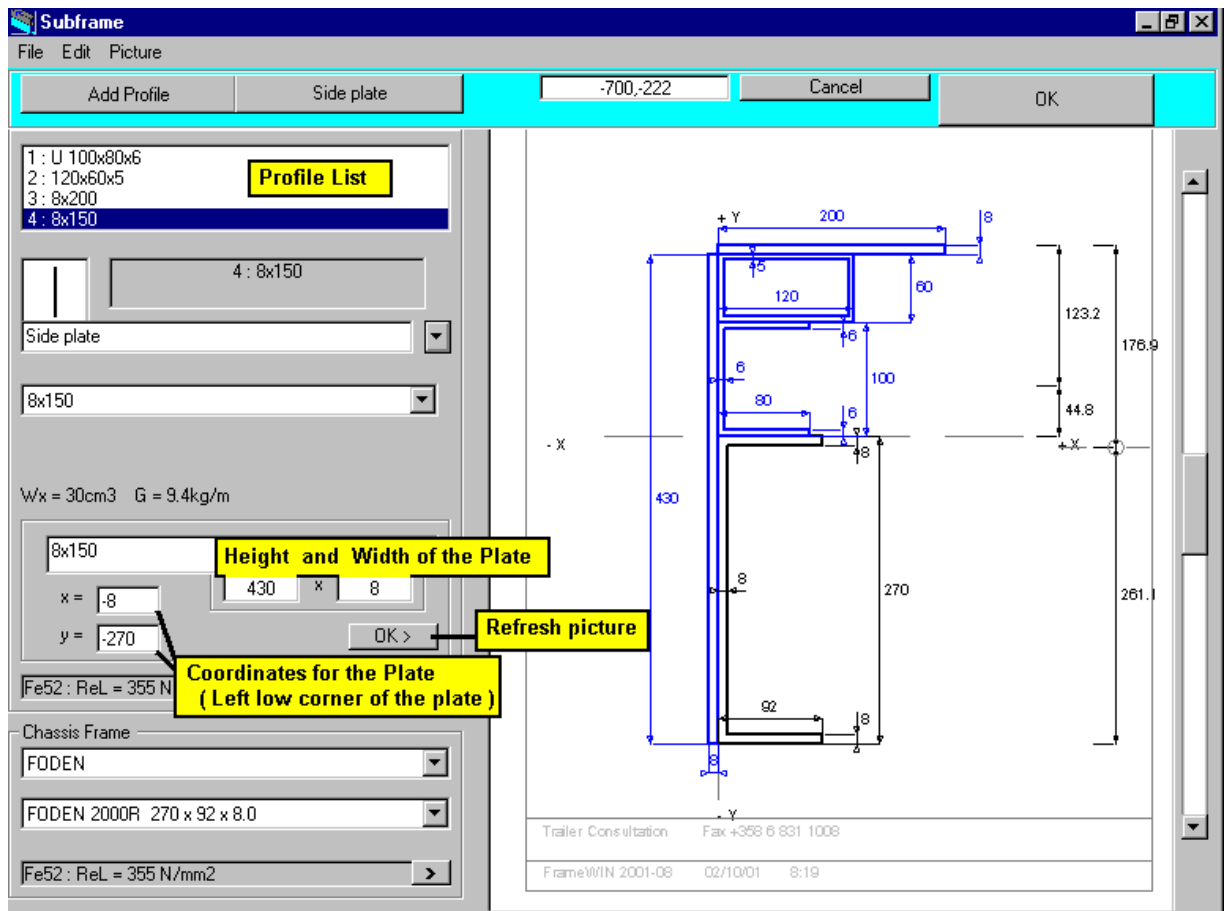 Subframe
File Edit Picture
Add Profile
Side plate
-700,-222
Cancel
OK
1 : U 100x80x6
2 : 120x60x5
3 : 8x200
4 : 8x150
Profile List
4 : 8x150
Side plate
8x150
Wx = 30cm3 G = 9.4kg/m
8x150
Height and Width of the Plate
430 x 8
x = -8
y = -270
OK >
Refresh picture
Coordinates for the Plate
( Left low corner of the plate )
Fe52 : ReL = 355 N
Chassis Frame
FODEN
FODEN 2000R 270 x 92 x 8.0
Fe52 : ReL = 355 N/mm2
>
+ Y
200
8
5
120
60
123.2
176.9
6
6
100
80
6
44.8
- X
+ X
8
430
8
270
261.1
92
8
8
- Y
Trailer Consultation Fax +358 6 831 1008
FrameWIN 2001-08 02/10/01 8:19